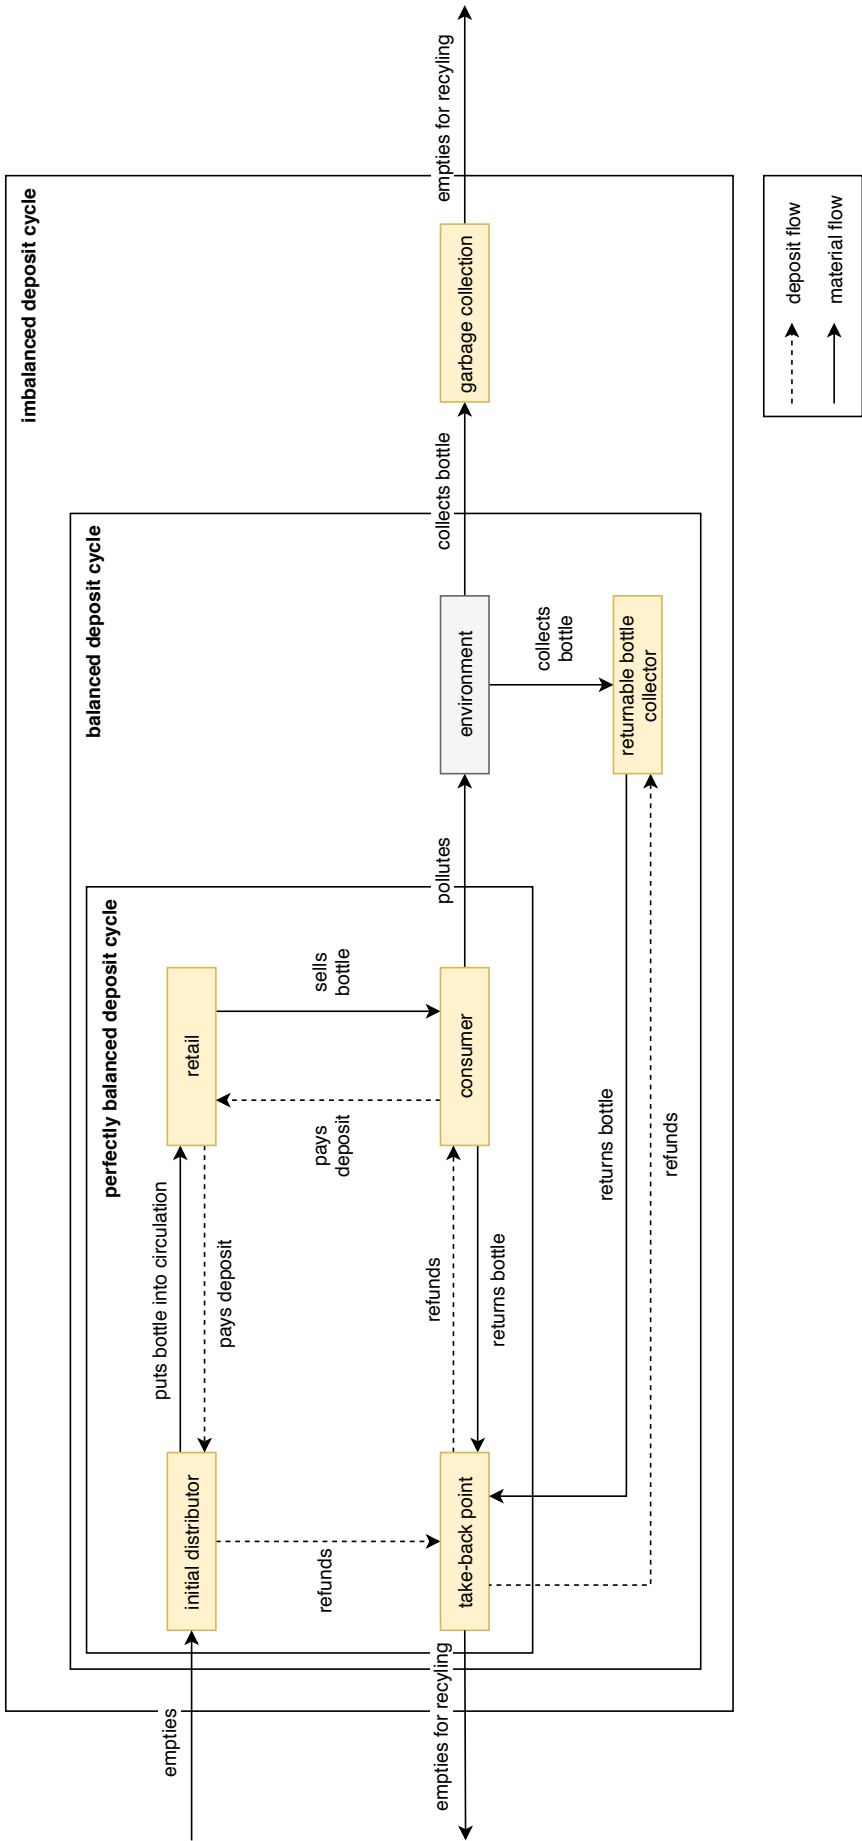 imbalanced deposit cycle
balanced deposit cycle
perfectly balanced deposit cycle
empties
initial distributor
puts bottle into circulation
pays deposit
retail
refunds
pays
deposit
sells
bottle
empties for recyling
take-back point
refunds
returns bottle
consumer
pollutes
environment
collects bottle
garbage collection
empties for recyling
collects
bottle
returnable bottle
collector
returns bottle
refunds
deposit flow
material flow